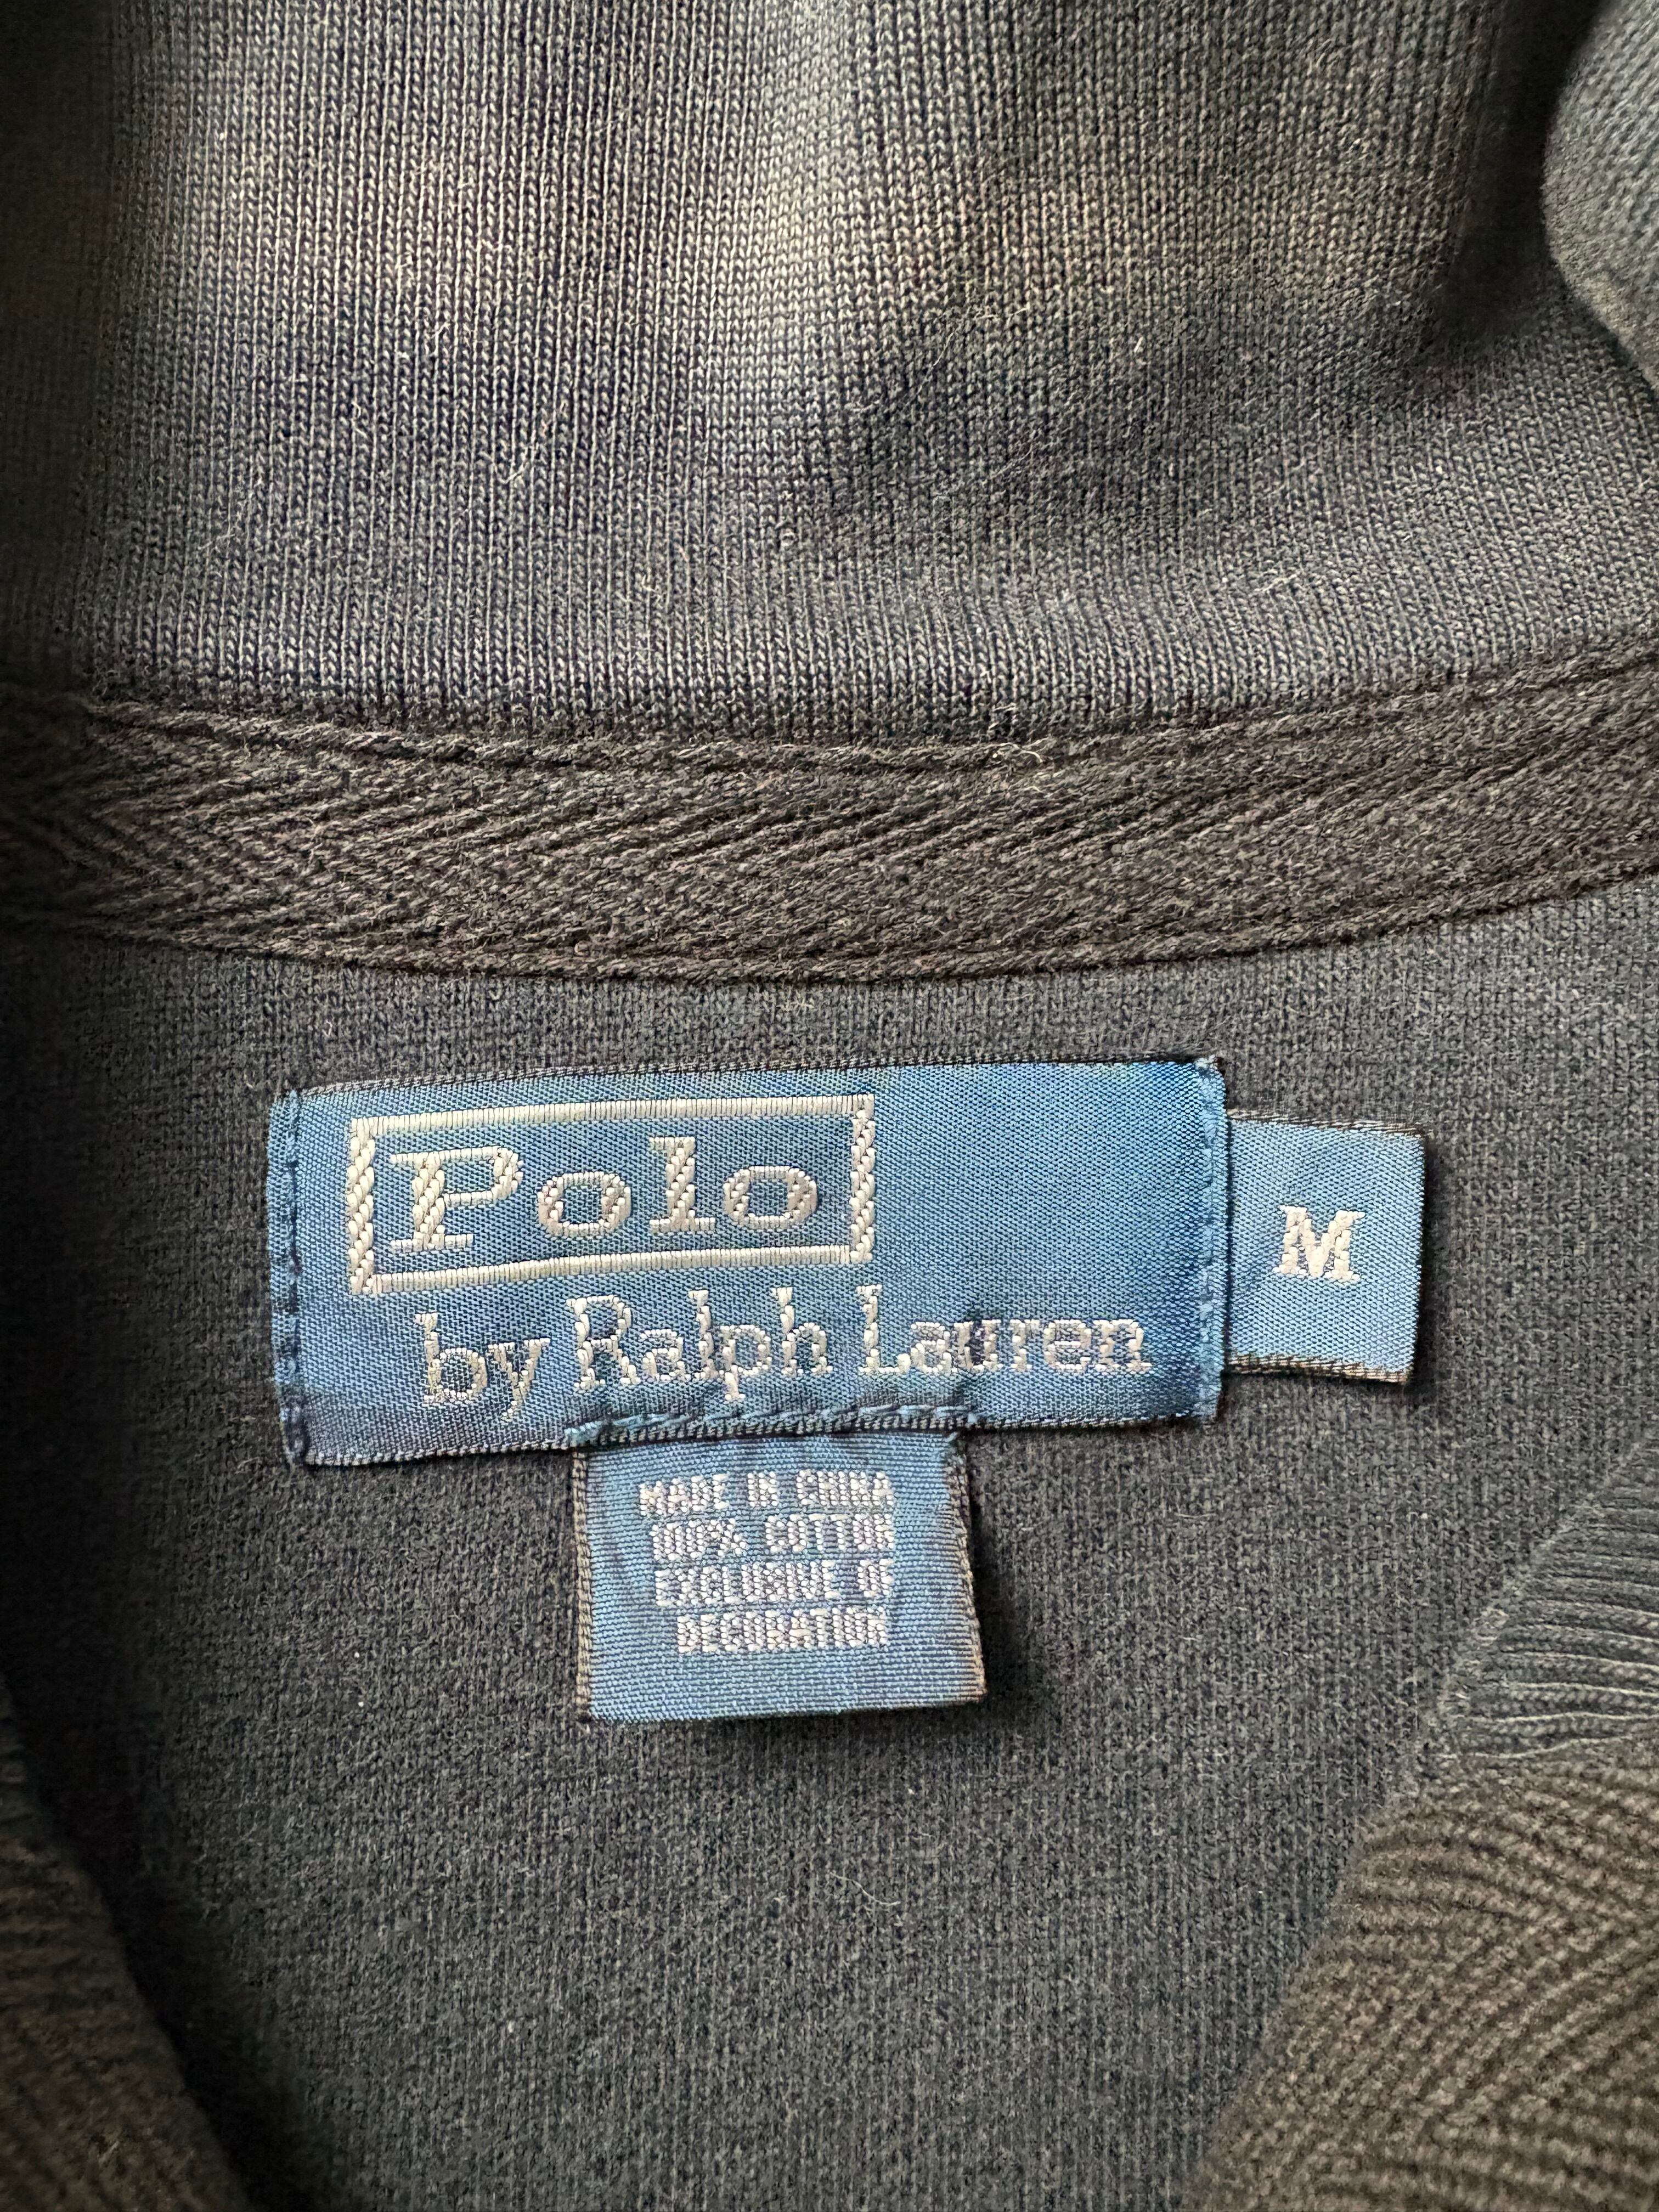 Polo
by Ralph Lauren
M
MADE IN CHINA
100% COTTON
EXCLUSIVE OF
DECORATION